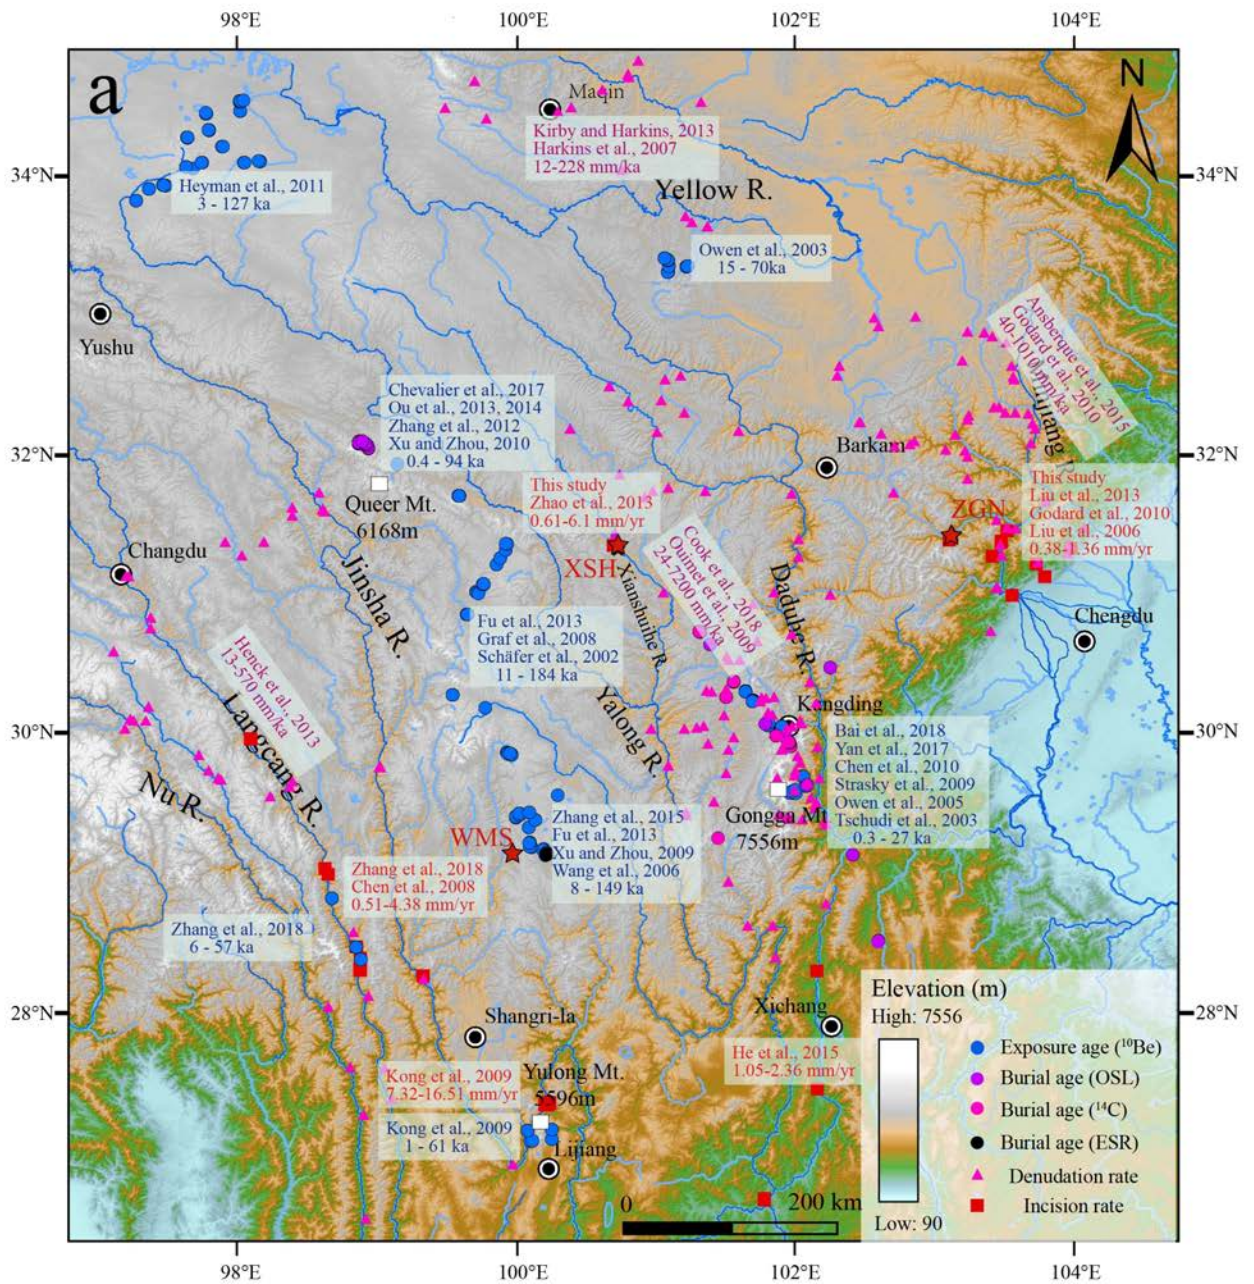 98°E
100°E
102°E
104°E
a
N
Maqin
Kirby and Harkins, 2013
Harkins et al., 2007
12-228 mm/ka
34°N
34°N
Heyman et al., 2011
3 - 127 ka
Yellow R.
Owen et al., 2003
15 - 70ka
Yushu
Ansberque et al., 2015
Godard et al., 2010
40-1010 mm/ka
Chevalier et al., 2017
Ou et al., 2013, 2014
Zhang et al., 2012
Xu and Zhou, 2010
0.4 - 94 ka
32°N
32°N
Barkam
Queer Mt.
6168m
This study
Zhao et al., 2013
0.61-6.1 mm/yr
This study
Liu et al., 2013
Godard et al., 2010
Liu et al., 2006
0.38-1.36 mm/yr
ZGN
XSH
Changdu
Jinsha R.
Xianshuihe R.
Cook et al., 2018
Ouimet et al., 2009
24-7200 mm/ka
Daduhe R.
Chengdu
Fu et al., 2013
Graf et al., 2008
Schäfer et al., 2002
11 - 184 ka
Henck et al., 2013
13-570 mm/ka
Langcang R.
Yalong R.
Kangding
30°N
30°N
Nu R.
Bai et al., 2018
Yan et al., 2017
Chen et al., 2010
Strasky et al., 2009
Owen et al., 2005
Tschudi et al., 2003
0.3 - 27 ka
Gongga Mt.
7556m
WMS
Zhang et al., 2015
Fu et al., 2013
Xu and Zhou, 2009
Wang et al., 2006
8 - 149 ka
Zhang et al., 2018
Chen et al., 2008
0.51-4.38 mm/yr
Zhang et al., 2018
6 - 57 ka
28°N
28°N
Shangri-la
Xichang
He et al., 2015
1.05-2.36 mm/yr
Kong et al., 2009
7.32-16.51 mm/yr
Yulong Mt.
5596m
Kong et al., 2009
1 - 61 ka
Lijiang
Elevation (m)
High: 7556
Low: 90
Exposure age (¹⁰Be)
Burial age (OSL)
Burial age (¹⁴C)
Burial age (ESR)
Denudation rate
Incision rate
0
200 km
98°E
100°E
102°E
104°E